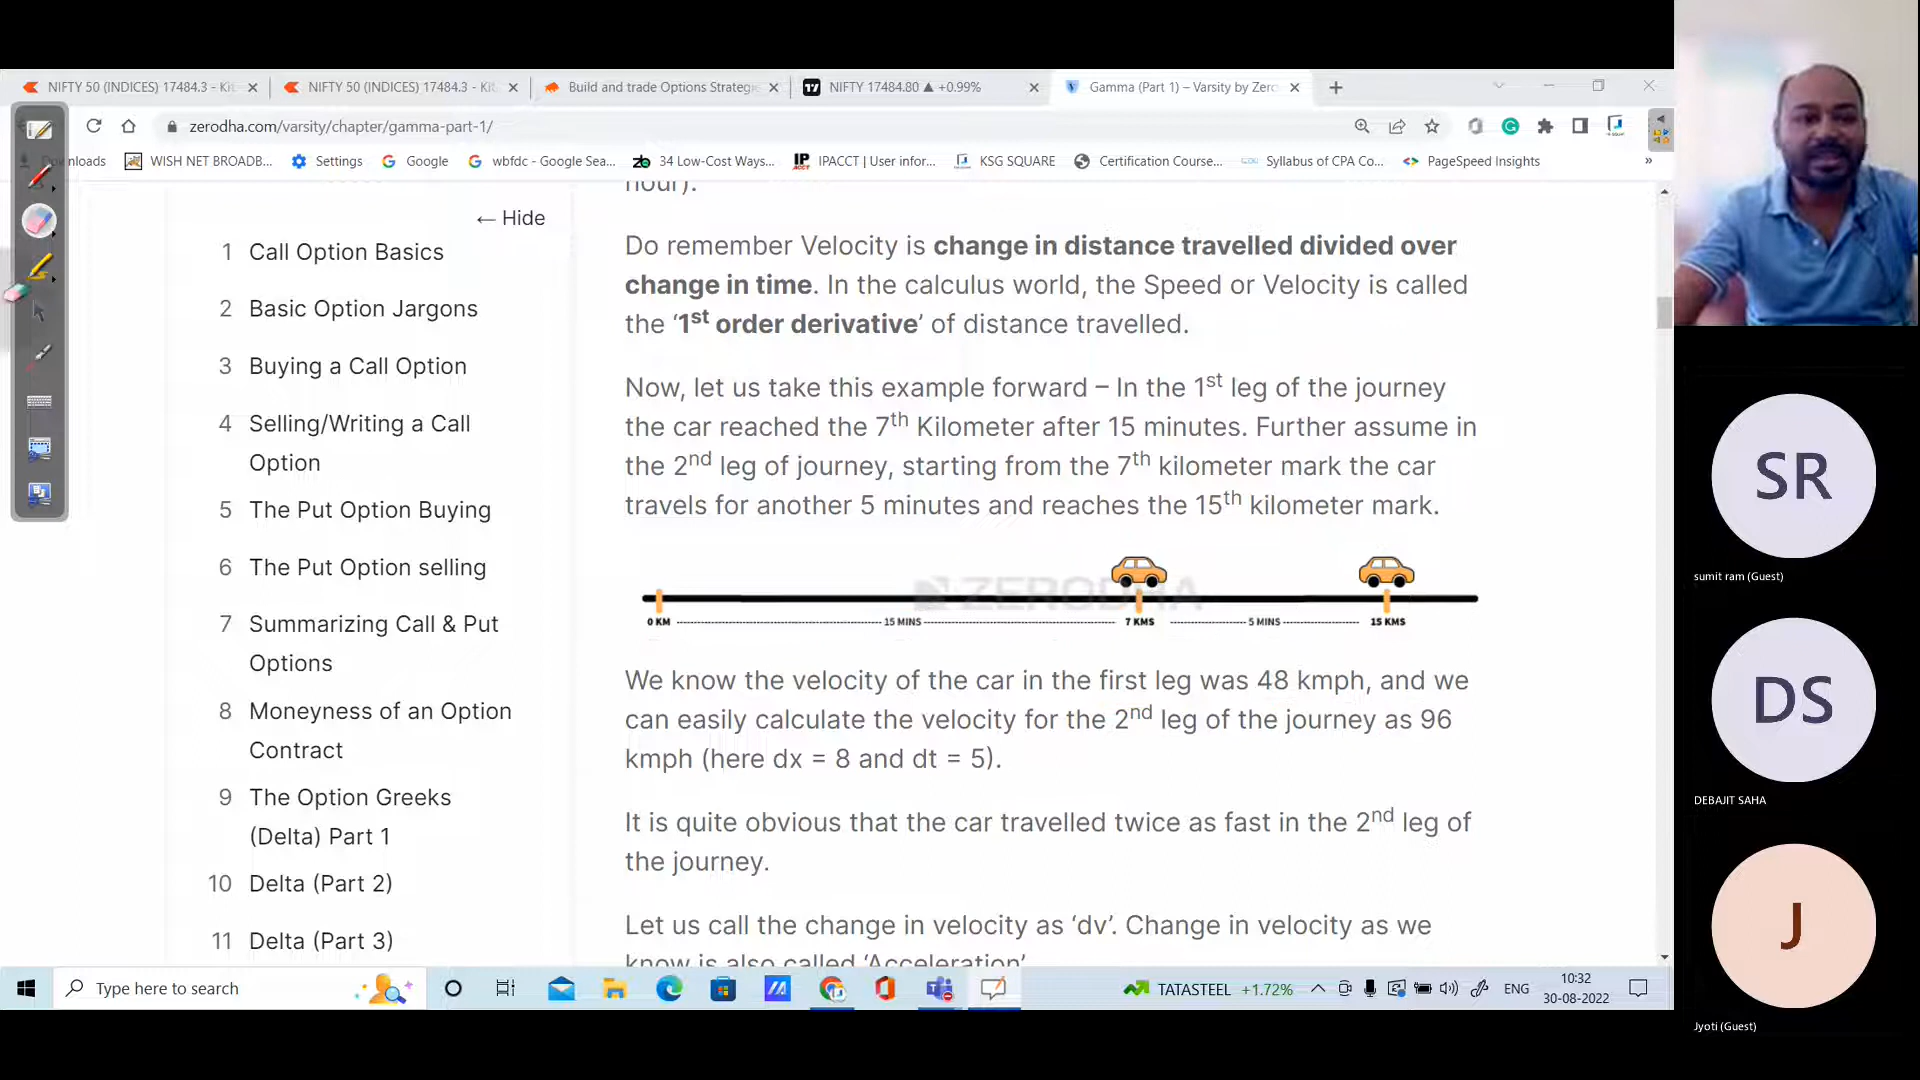 NIFTY 50 (INDICES) 17484.3 - Kit
NIFTY 50 (INDICES) 17484.3 - Kit
Build and trade Options Strategie
NIFTY 17484.80 ▲ +0.99%
Gamma (Part 1) – Varsity by Zero
zerodha.com/varsity/chapter/gamma-part-1/
WISH NET BROADB...
Settings
Google
wbfdc - Google Sea...
34 Low-Cost Ways...
IPACCT | User infor...
KSG SQUARE
Certification Course...
Syllabus of CPA Co...
PageSpeed Insights
»
← Hide
1 Call Option Basics
2 Basic Option Jargons
3 Buying a Call Option
4 Selling/Writing a Call
Option
5 The Put Option Buying
6 The Put Option selling
7 Summarizing Call & Put
Options
8 Moneyness of an Option
Contract
9 The Option Greeks
(Delta) Part 1
10 Delta (Part 2)
11 Delta (Part 3)
hour).
Do remember Velocity is change in distance travelled divided over
change in time. In the calculus world, the Speed or Velocity is called
the ‘1st order derivative’ of distance travelled.
Now, let us take this example forward – In the 1st leg of the journey
the car reached the 7th Kilometer after 15 minutes. Further assume in
the 2nd leg of journey, starting from the 7th kilometer mark the car
travels for another 5 minutes and reaches the 15th kilometer mark.
ZERODHA
0 KM 15 MINS 7 KMS 5 MINS 15 KMS
We know the velocity of the car in the first leg was 48 kmph, and we
can easily calculate the velocity for the 2nd leg of the journey as 96
kmph (here dx = 8 and dt = 5).
It is quite obvious that the car travelled twice as fast in the 2nd leg of
the journey.
Let us call the change in velocity as ‘dv’. Change in velocity as we
know is also called ‘Acceleration’
Type here to search
TATASTEEL +1.72%
ENG
10:32
30-08-2022
SR
sumit ram (Guest)
DS
DEBAJIT SAHA
J
Jyoti (Guest)